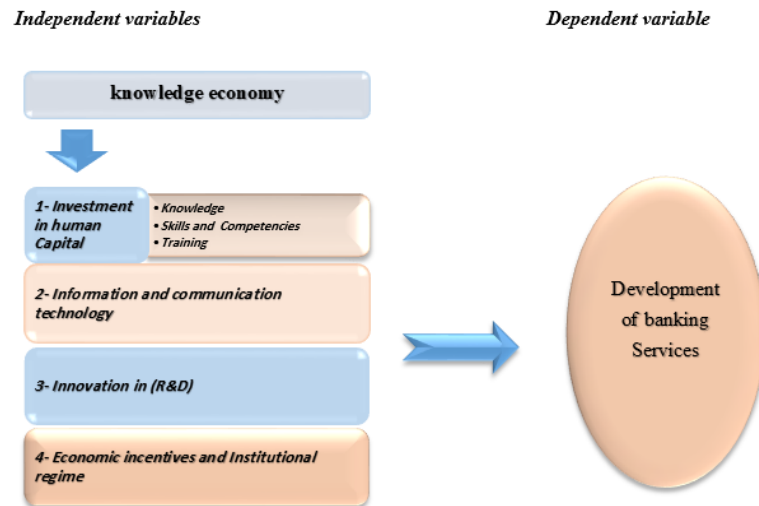 Independent variables
Dependent variable
knowledge economy
1- Investment
in human
Capital
• Knowledge
• Skills and Competencies
• Training
2- Information and communication
technology
3- Innovation in (R&D)
4- Economic incentives and Institutional
regime
Development
of banking
Services